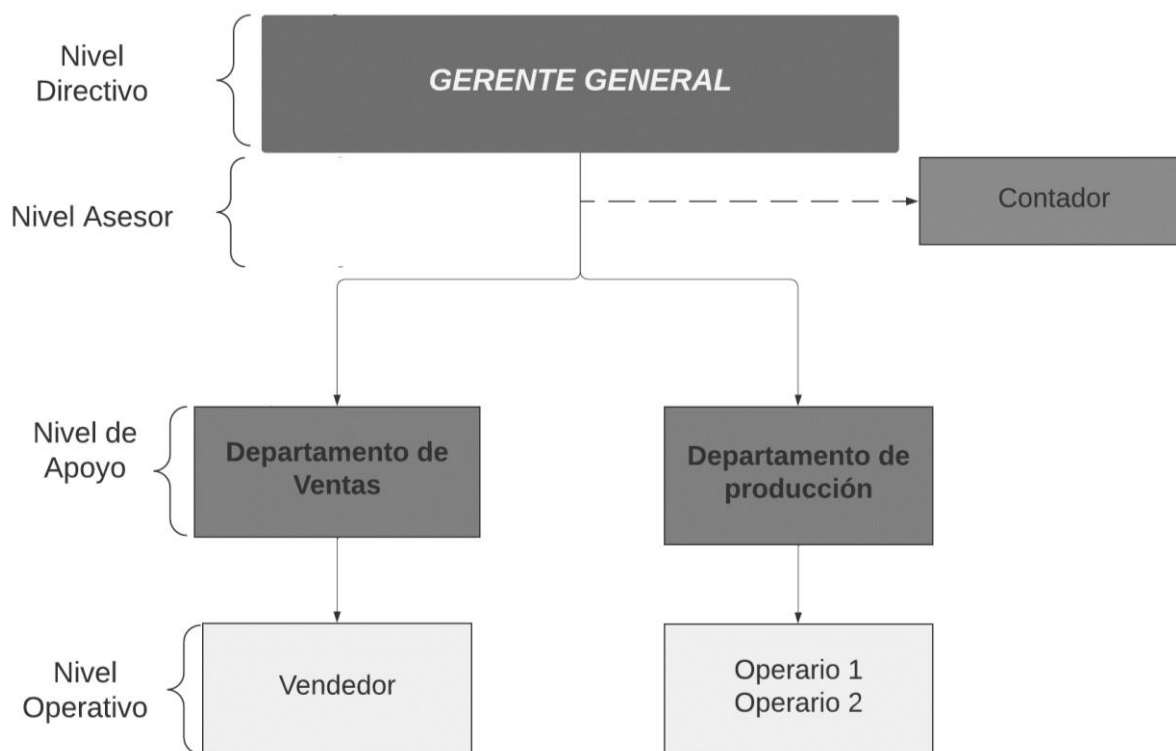 Nivel
Directivo
GERENTE GENERAL
Nivel Asesor
Contador
Nivel de
Apoyo
Departamento de
Ventas
Departamento de
producción
Nivel
Operativo
Vendedor
Operario 1
Operario 2